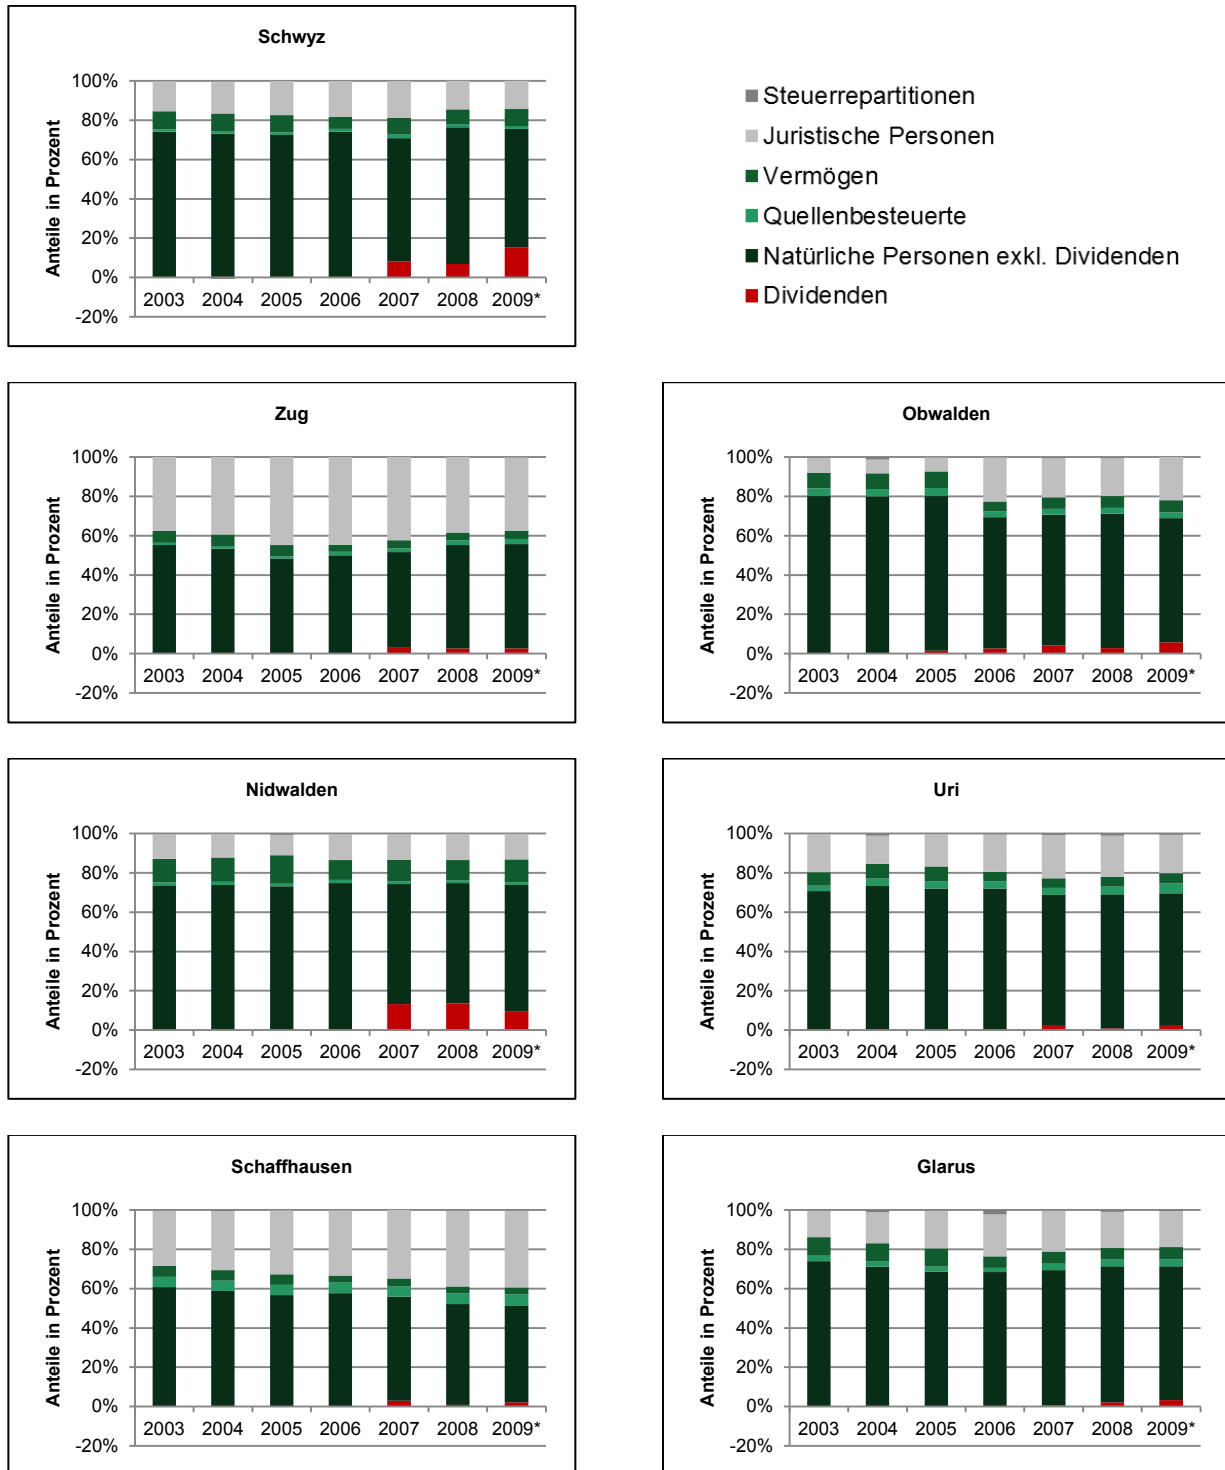 Schwyz
Anteile in Prozent
100%
80%
60%
40%
20%
0%
-20%
2003 2004 2005 2006 2007 2008 2009*
Steuerrepartitionen
Juristische Personen
Vermögen
Quellenbesteuerte
Natürliche Personen exkl. Dividenden
Dividenden
Zug
Anteile in Prozent
100%
80%
60%
40%
20%
0%
-20%
2003 2004 2005 2006 2007 2008 2009*
Obwalden
Anteile in Prozent
100%
80%
60%
40%
20%
0%
-20%
2003 2004 2005 2006 2007 2008 2009*
Nidwalden
Anteile in Prozent
100%
80%
60%
40%
20%
0%
-20%
2003 2004 2005 2006 2007 2008 2009*
Uri
Anteile in Prozent
100%
80%
60%
40%
20%
0%
-20%
2003 2004 2005 2006 2007 2008 2009*
Schaffhausen
Anteile in Prozent
100%
80%
60%
40%
20%
0%
-20%
2003 2004 2005 2006 2007 2008 2009*
Glarus
Anteile in Prozent
100%
80%
60%
40%
20%
0%
-20%
2003 2004 2005 2006 2007 2008 2009*